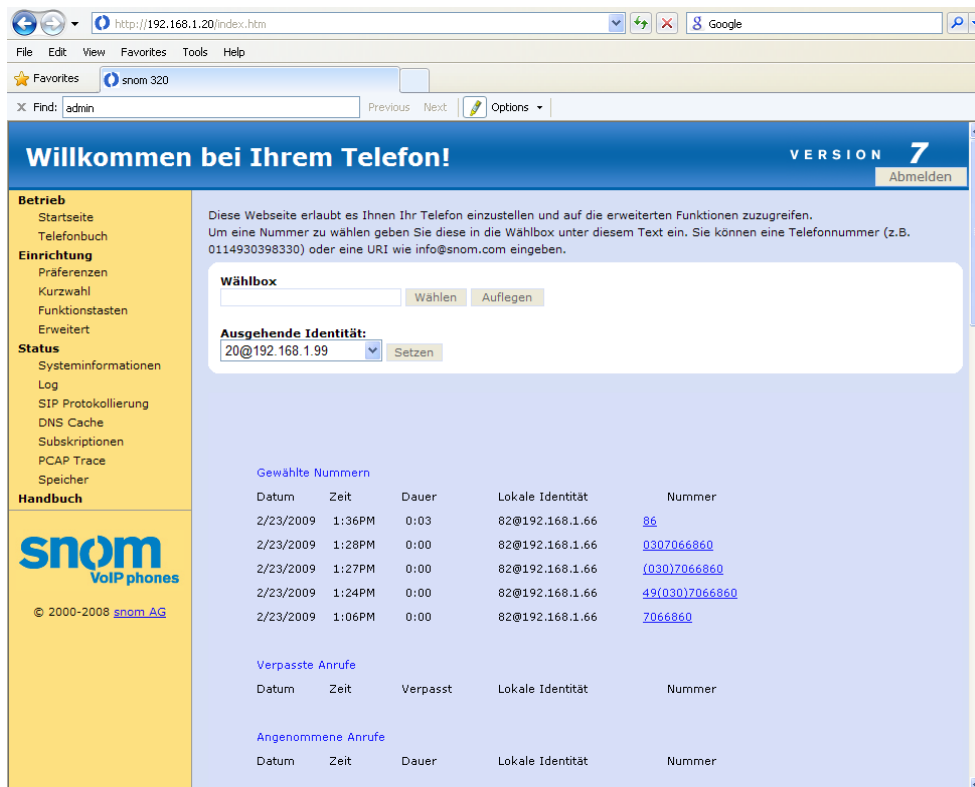 http://192.168.1.20/index.htm
Google
File Edit View Favorites Tools Help
Favorites
snom 320
X Find: admin Previous Next Options
Willkommen bei Ihrem Telefon!
VERSION 7
Abmelden
Betrieb
Startseite
Telefonbuch
Einrichtung
Präferenzen
Kurzwahl
Funktionstasten
Erweitert
Status
Systeminformationen
Log
SIP Protokollierung
DNS Cache
Subskriptionen
PCAP Trace
Speicher
Handbuch
snom
VoIP phones
© 2000-2008 snom AG
Diese Webseite erlaubt es Ihnen Ihr Telefon einzustellen und auf die erweiterten Funktionen zuzugreifen.
Um eine Nummer zu wählen geben Sie diese in die Wählbox unter diesem Text ein. Sie können eine Telefonnummer (z.B.
0114930398330) oder eine URI wie info@snom.com eingeben.
Wählbox
Wählen Auflegen
Ausgehende Identität:
20@192.168.1.99 Setzen
Gewählte Nummern
Datum Zeit Dauer Lokale Identität Nummer
2/23/2009 1:36PM 0:03 82@192.168.1.66 86
2/23/2009 1:28PM 0:00 82@192.168.1.66 0307066860
2/23/2009 1:27PM 0:00 82@192.168.1.66 (030)7066860
2/23/2009 1:24PM 0:00 82@192.168.1.66 49(030)7066860
2/23/2009 1:06PM 0:00 82@192.168.1.66 7066860
Verpasste Anrufe
Datum Zeit Verpasst Lokale Identität Nummer
Angenommene Anrufe
Datum Zeit Dauer Lokale Identität Nummer